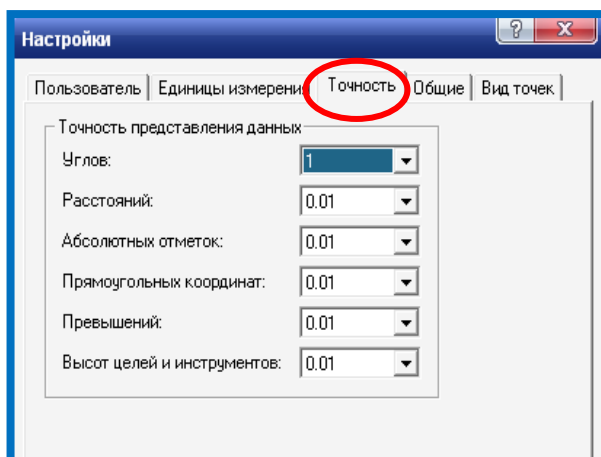 Настройки
?
X
Пользователь Единицы измерения Точность Общие Вид точек
Точность представления данных
Углов: 1
Расстояний: 0.01
Абсолютных отметок: 0.01
Прямоугольных координат: 0.01
Превышений: 0.01
Высот целей и инструментов: 0.01